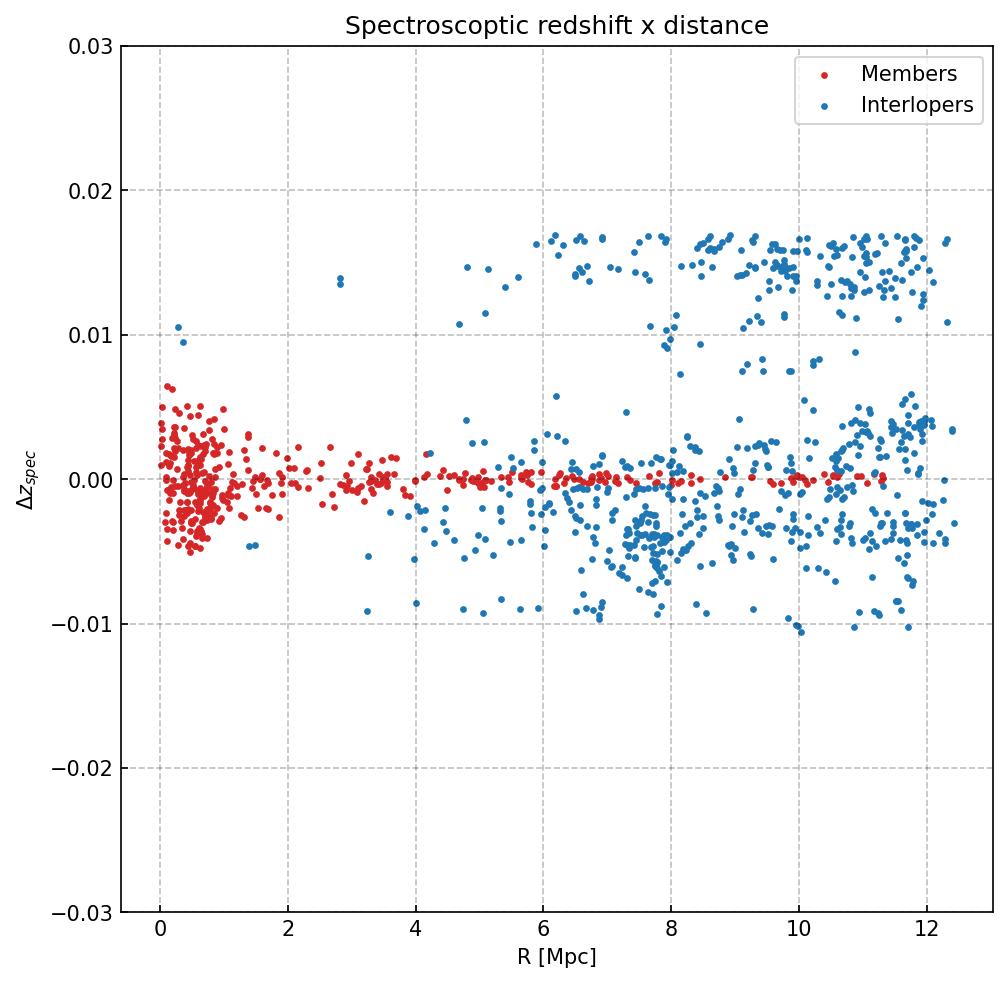 Spectroscoptic redshift x distance
Members
Interlopers
0.03
0.02
0.01
0.00
−0.01
−0.02
−0.03
Δz_spec
0 2 4 6 8 10 12
R [Mpc]